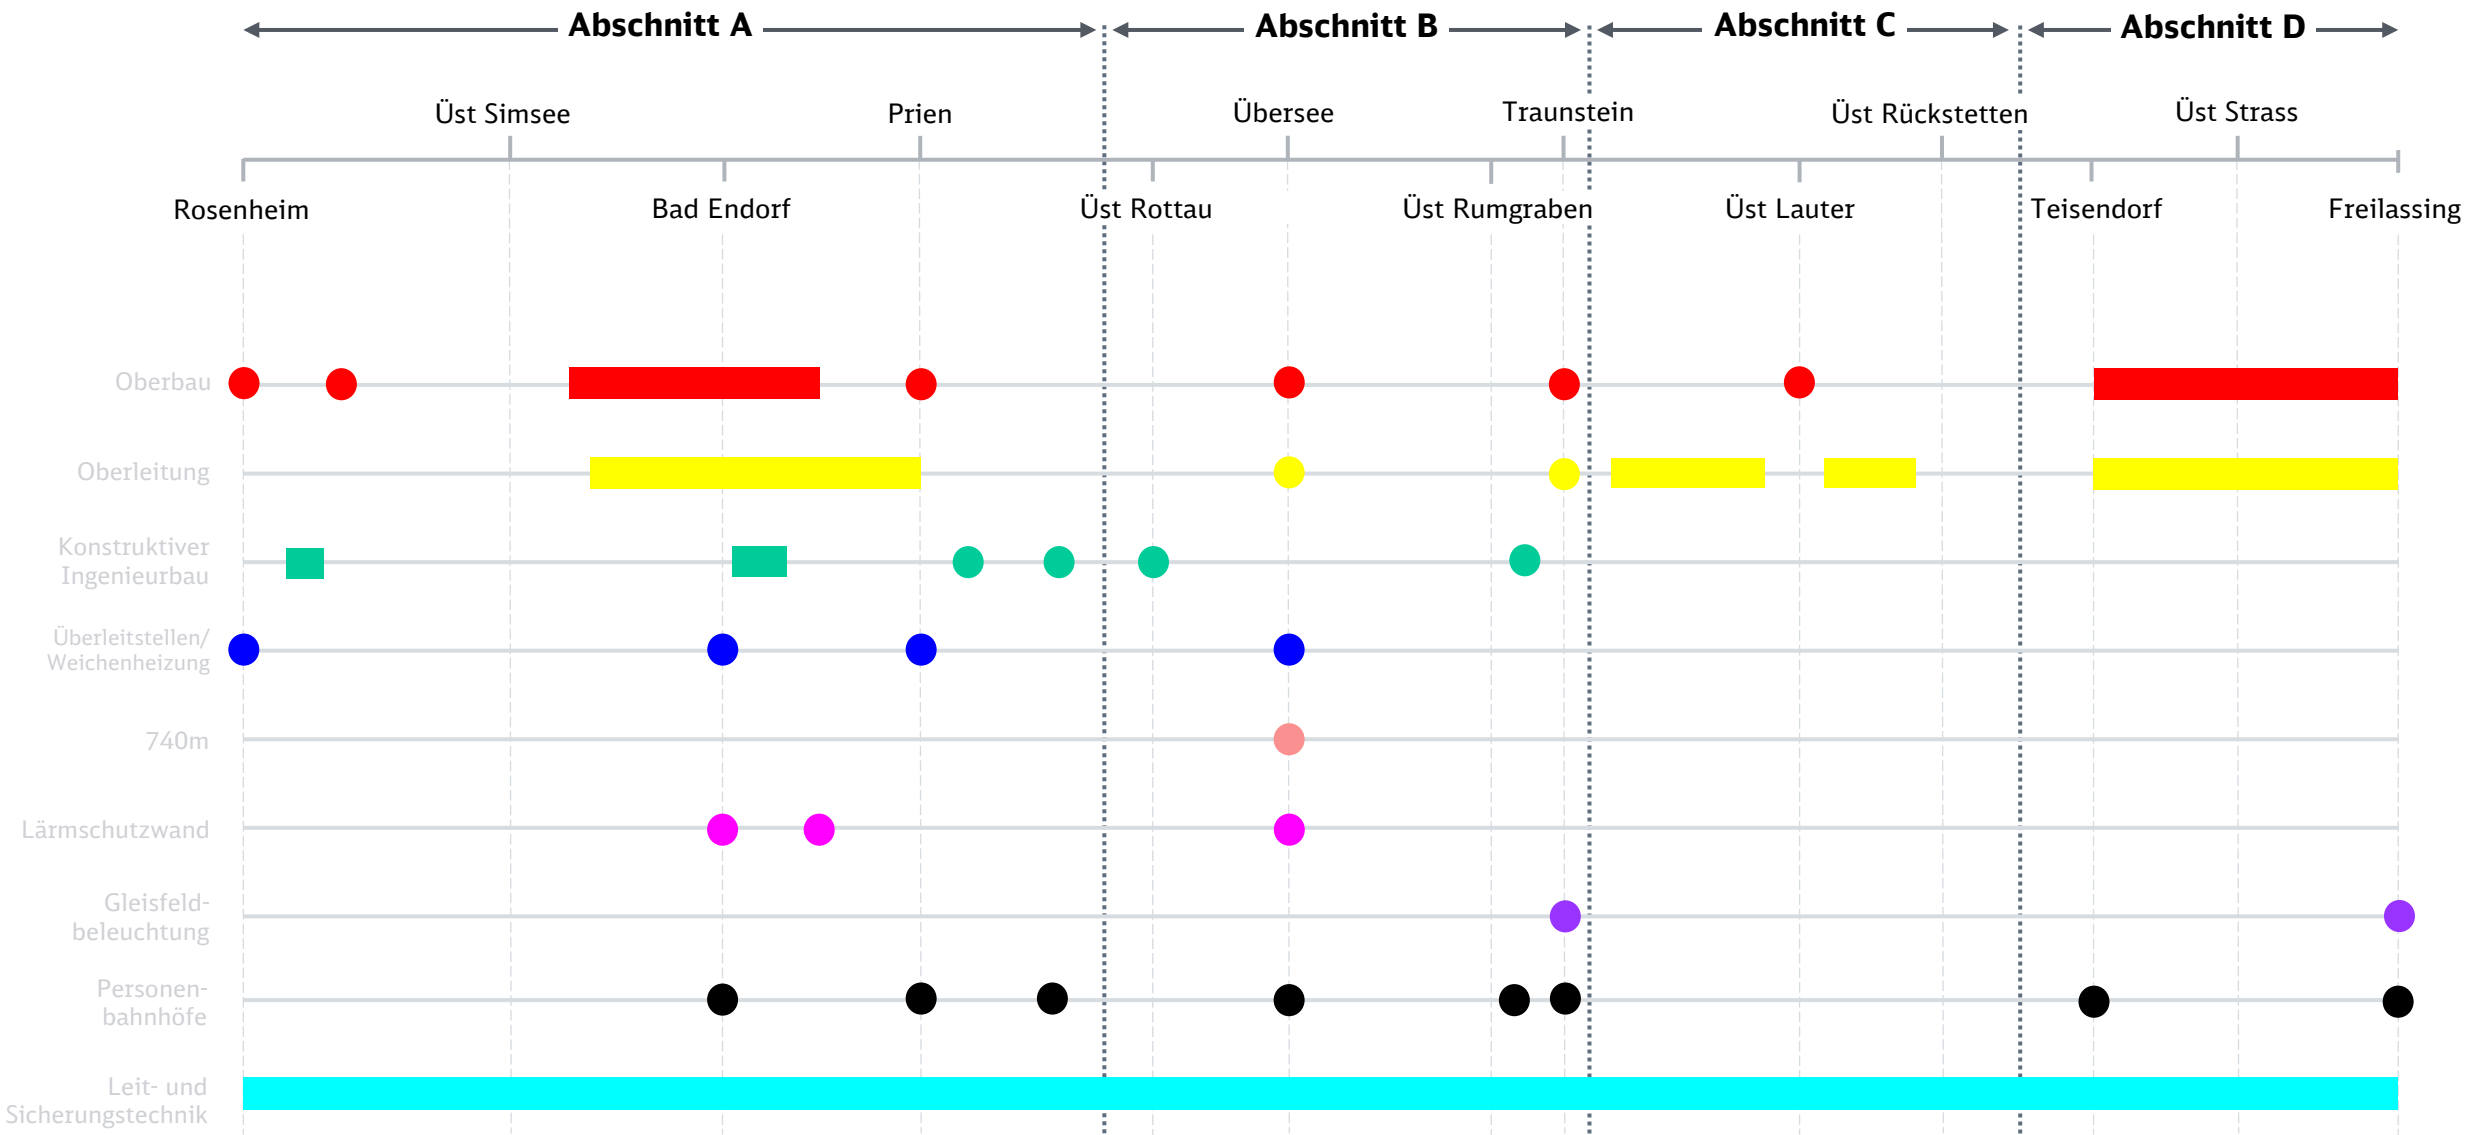 Abschnitt A
Abschnitt B
Abschnitt C
Abschnitt D
Üst Simsee
Prien
Übersee
Traunstein
Üst Rückstetten
Üst Strass
Rosenheim
Bad Endorf
Üst Rottau
Üst Rumgraben
Üst Lauter
Teisendorf
Freilassing
Oberbau
Oberleitung
Konstruktiver
Ingenieurbau
Überleitstellen/
Weichenheizung
740m
Lärmschutzwand
Gleisfeld-
beleuchtung
Personen-
bahnhöfe
Leit- und
Sicherungstechnik